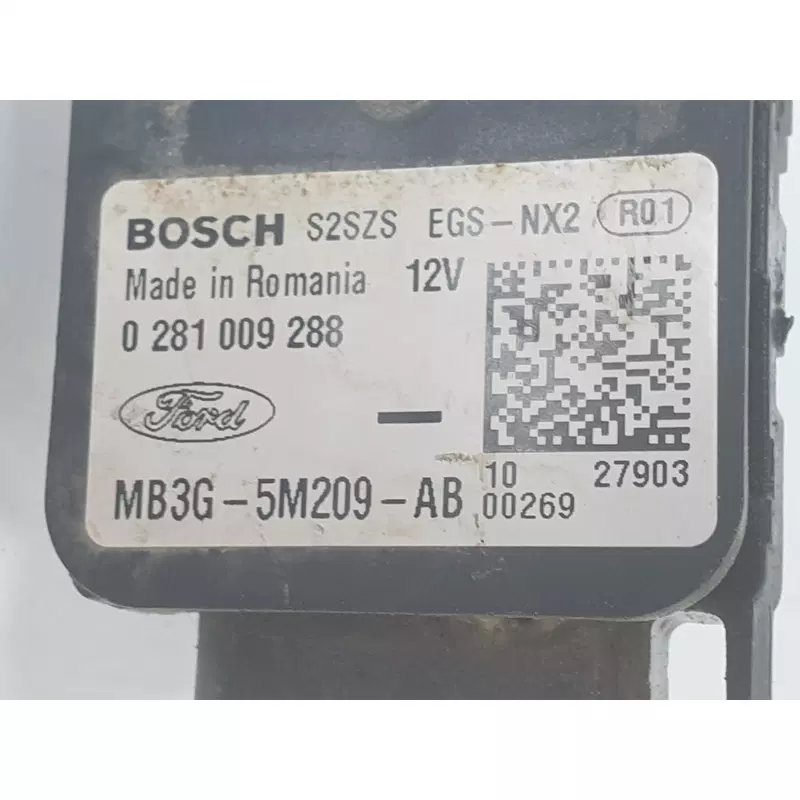 BOSCH S2SZS EGS-NX2 R01
Made in Romania 12V
0 281 009 288
Ford
MB3G-5M209-AB
10 27903
00269